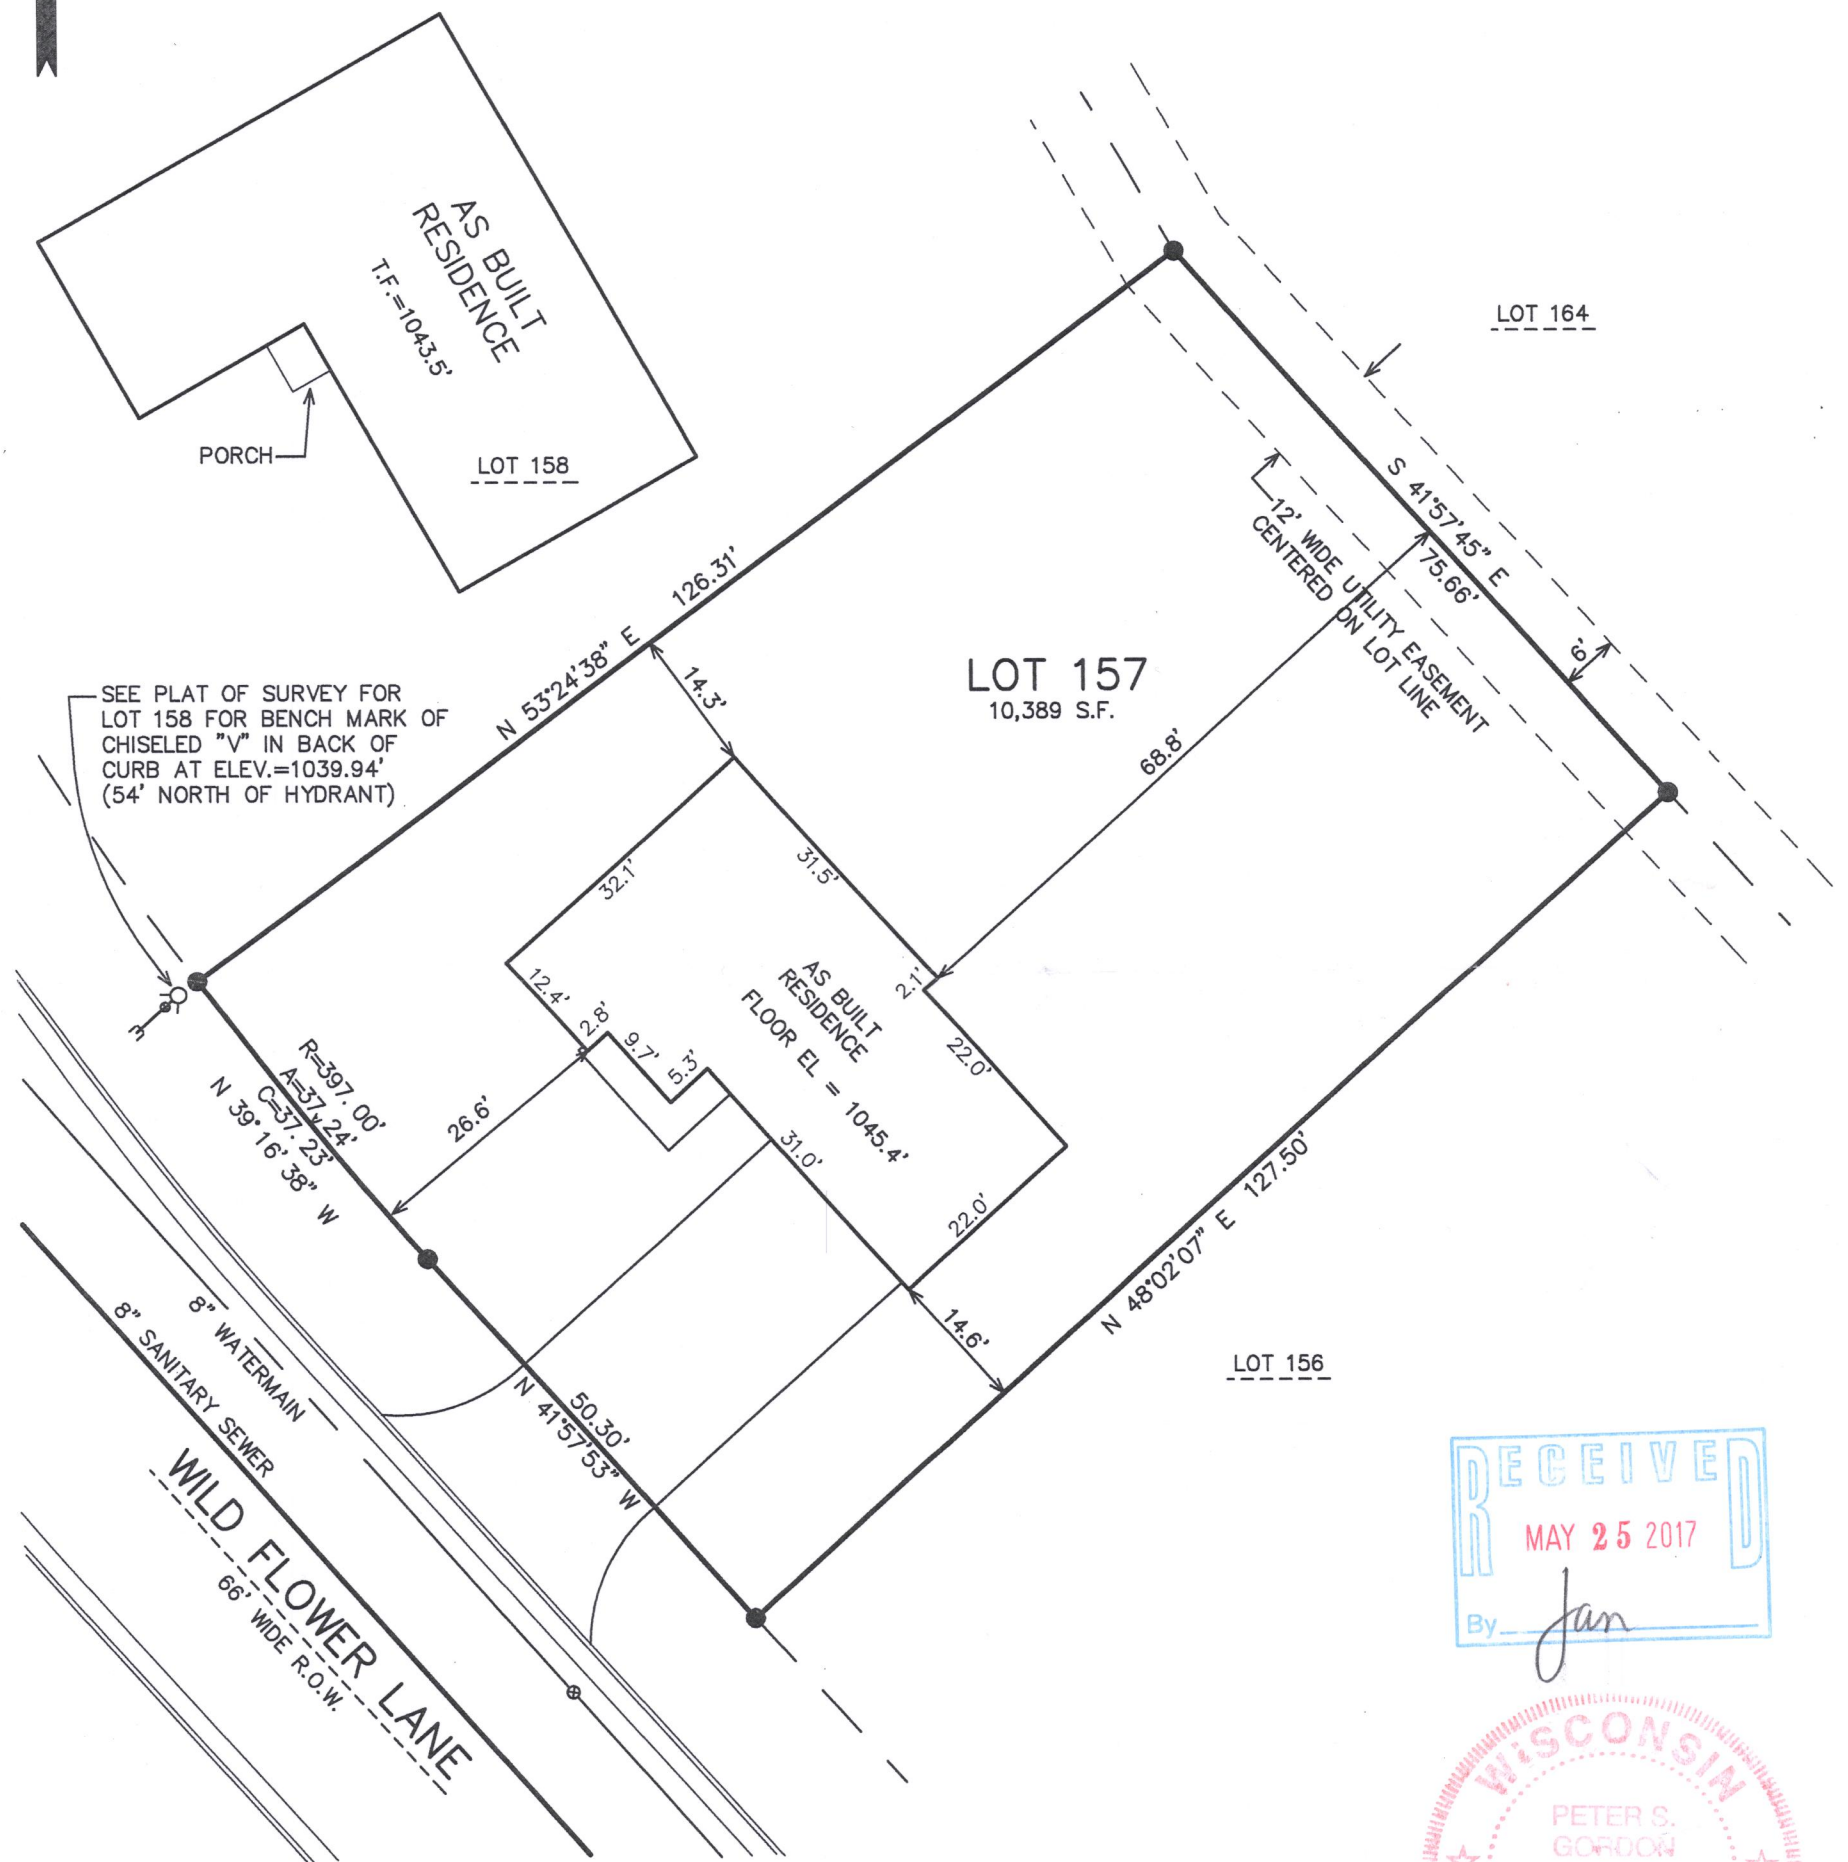 AS BUILT
RESIDENCE
T.F.=1043.5'
PORCH
LOT 158
LOT 164
S 41°57'45" E
75.66'
12' WIDE UTILITY EASEMENT
CENTERED ON LOT LINE
6'
N 53°24'38" E
126.31'
14.3'
LOT 157
10,389 S.F.
68.8'
SEE PLAT OF SURVEY FOR
LOT 158 FOR BENCH MARK OF
CHISELED "V" IN BACK OF
CURB AT ELEV.=1039.94'
(54' NORTH OF HYDRANT)
32.1'
31.5'
12.4'
2.8'
9.7'
5.3'
AS BUILT
RESIDENCE
FLOOR EL = 1045.4'
2.1'
22.0'
31.0'
22.0'
26.6'
R=397.00'
A=37.24'
C=37.23'
N 39°16'38" W
14.6'
N 48°02'07" E 127.50'
LOT 156
50.30'
N 41°57'53" W
8" WATERMAIN
8" SANITARY SEWER
WILD FLOWER LANE
66' WIDE R.O.W.
RECEIVED
MAY 25 2017
By Jan
WISCONSIN
PETER S.
GORDON